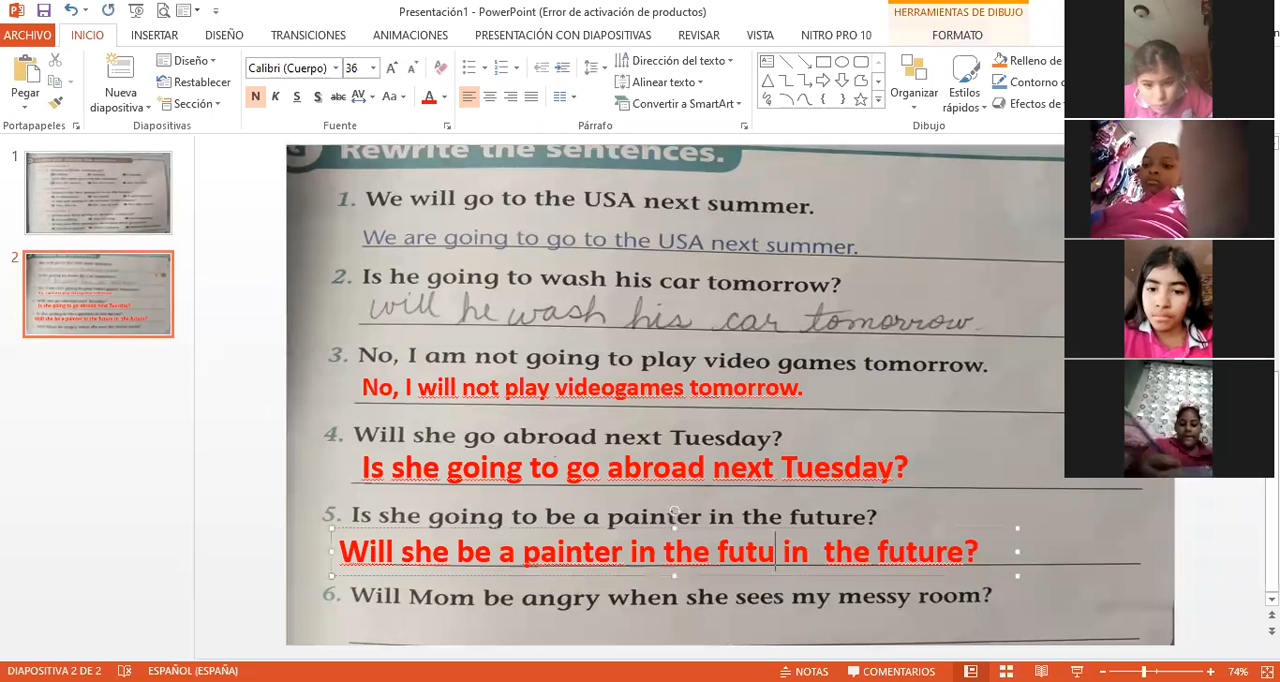 Presentación1 - PowerPoint (Error de activación de productos)
HERRAMIENTAS DE DIBUJO
ARCHIVO INICIO INSERTAR DISEÑO TRANSICIONES ANIMACIONES PRESENTACIÓN CON DIAPOSITIVAS REVISAR VISTA NITRO PRO 10 FORMATO
Pegar
Nueva diapositiva
Diseño
Restablecer
Sección
Calibri (Cuerpo) 36
N K S S abc AV Aa A
Dirección del texto
Alinear texto
Convertir a SmartArt
Organizar
Estilos rápidos
Relleno de
Contorno
Efectos de
Portapapeles Diapositivas Fuente Párrafo Dibujo
1
2
Rewrite the sentences.
1. We will go to the USA next summer.
We are going to go to the USA next summer.
2. Is he going to wash his car tomorrow?
will he wash his car tomorrow
3. No, I am not going to play video games tomorrow.
No, I will not play videogames tomorrow.
4. Will she go abroad next Tuesday?
Is she going to go abroad next Tuesday?
5. Is she going to be a painter in the future?
Will she be a painter in the futu in the future?
6. Will Mom be angry when she sees my messy room?
DIAPOSITIVA 2 DE 2 ESPAÑOL (ESPAÑA) NOTAS COMENTARIOS 74%